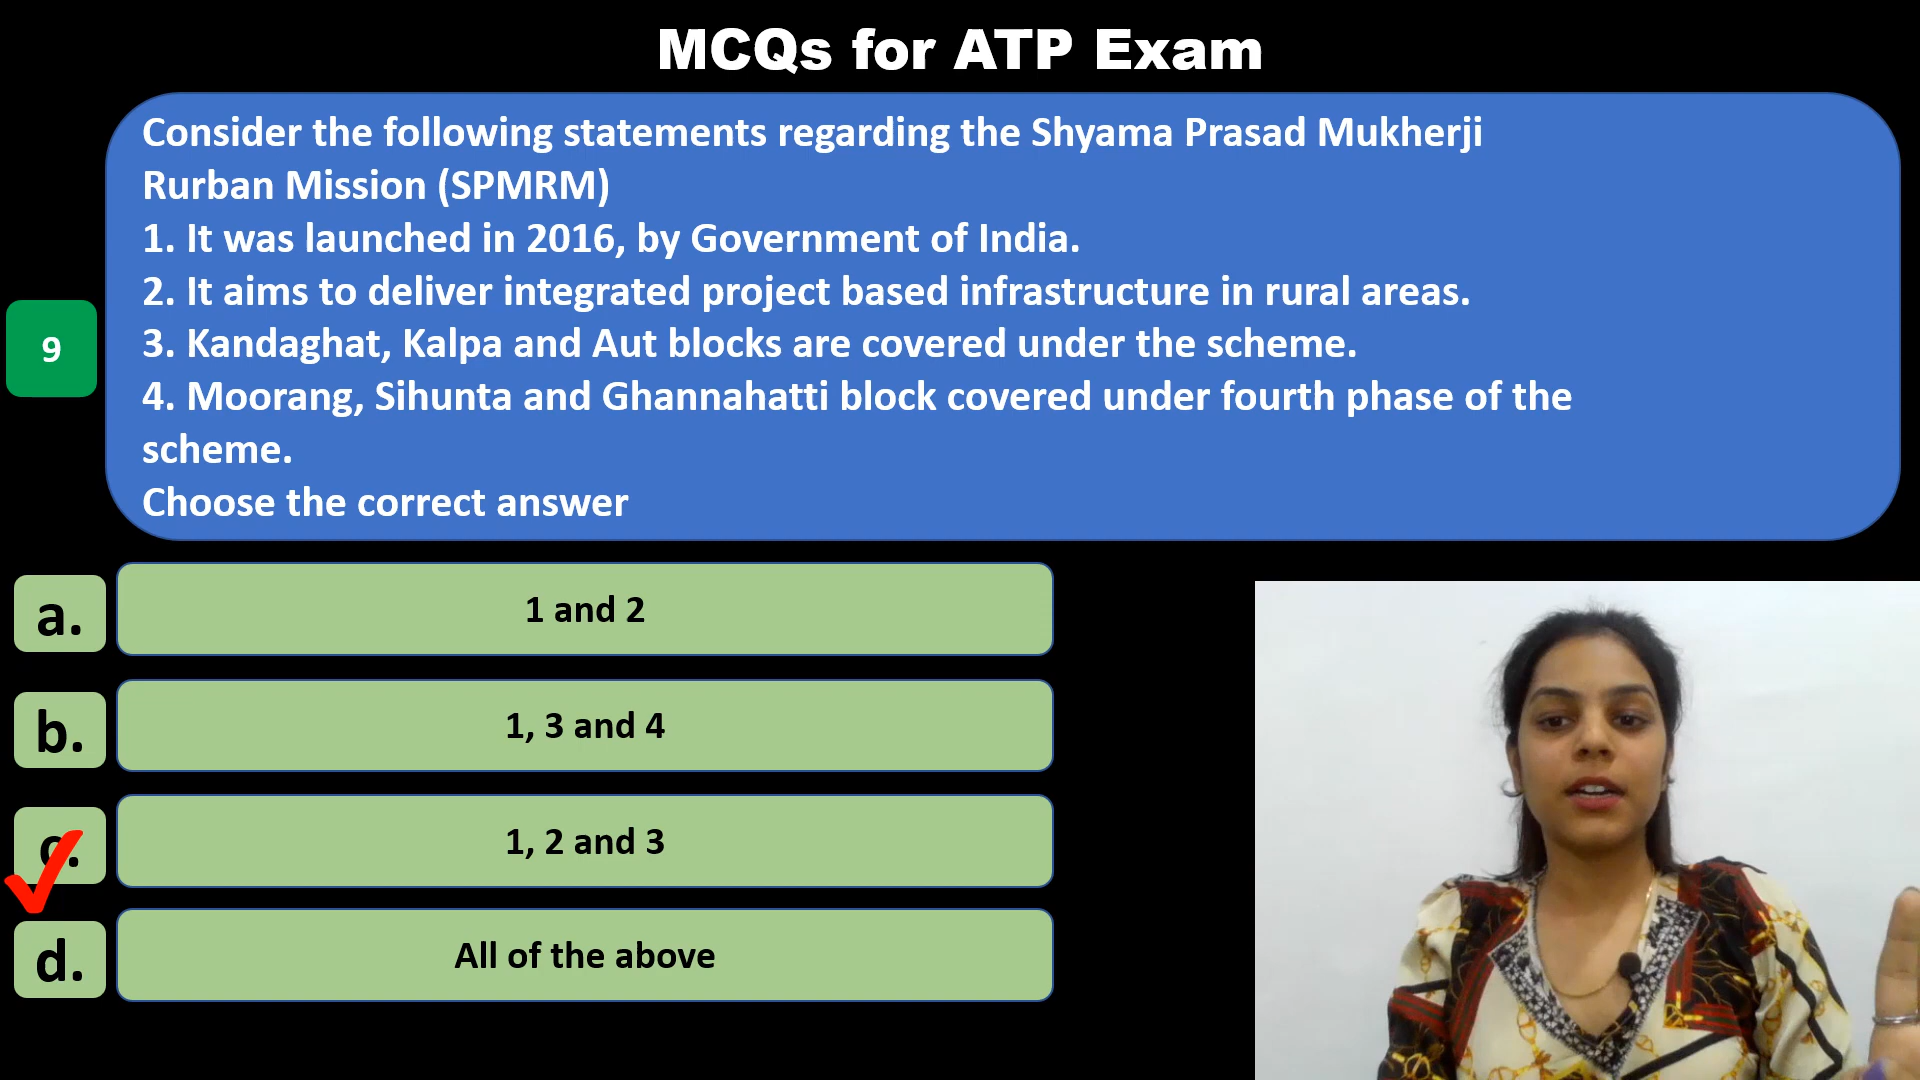 MCQs for ATP Exam
Consider the following statements regarding the Shyama Prasad Mukherji
Rurban Mission (SPMRM)
1. It was launched in 2016, by Government of India.
2. It aims to deliver integrated project based infrastructure in rural areas.
3. Kandaghat, Kalpa and Aut blocks are covered under the scheme.
4. Moorang, Sihunta and Ghannahatti block covered under fourth phase of the
scheme.
Choose the correct answer
9
a. 1 and 2
b. 1, 3 and 4
c. 1, 2 and 3
d. All of the above